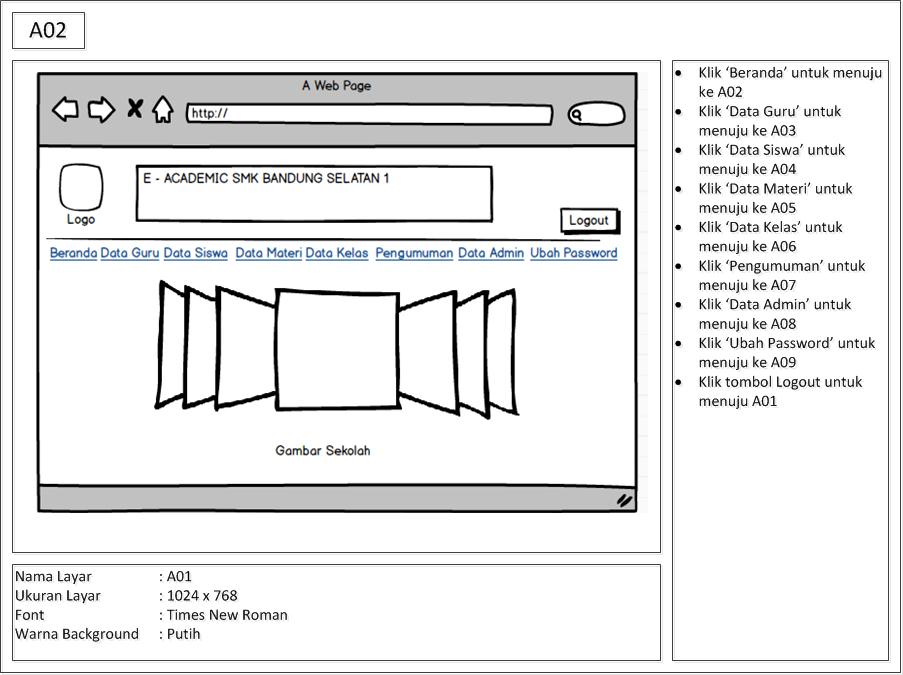 A02
A Web Page
http://
E - ACADEMIC SMK BANDUNG SELATAN 1
Logo
Logout
Beranda Data Guru Data Siswa Data Materi Data Kelas Pengumuman Data Admin Ubah Password
Gambar Sekolah
• Klik ‘Beranda’ untuk menuju
ke A02
• Klik ‘Data Guru’ untuk
menuju ke A03
• Klik ‘Data Siswa’ untuk
menuju ke A04
• Klik ‘Data Materi’ untuk
menuju ke A05
• Klik ‘Data Kelas’ untuk
menuju ke A06
• Klik ‘Pengumuman’ untuk
menuju ke A07
• Klik ‘Data Admin’ untuk
menuju ke A08
• Klik ‘Ubah Password’ untuk
menuju ke A09
• Klik tombol Logout untuk
menuju A01
Nama Layar : A01
Ukuran Layar : 1024 x 768
Font : Times New Roman
Warna Background : Putih